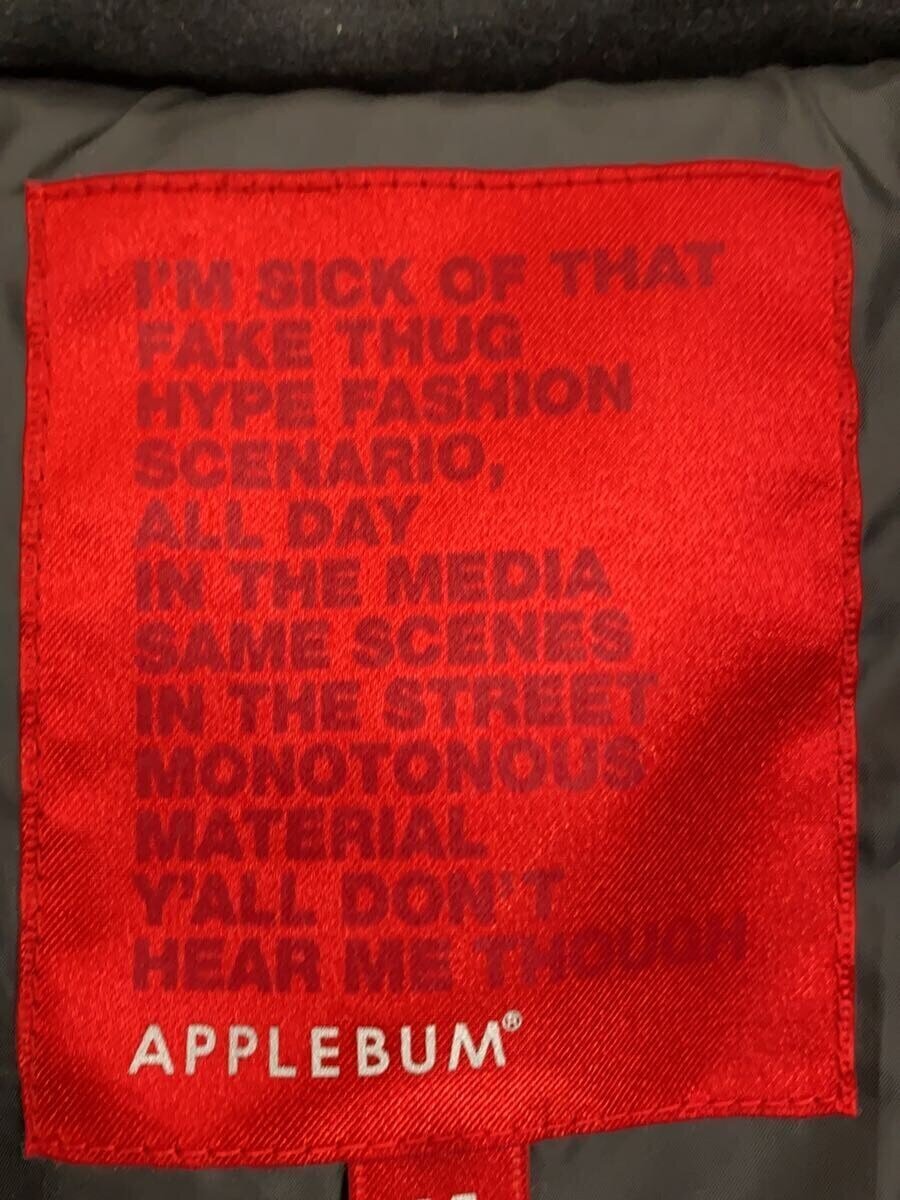 I'M SICK OF THAT
FAKE THUG
HYPE FASHION
SCENARIO,
ALL DAY
IN THE MEDIA
SAME SCENES
IN THE STREET
MONOTONOUS
MATERIAL
Y'ALL DON'T
HEAR ME THOUGH
APPLEBUM®